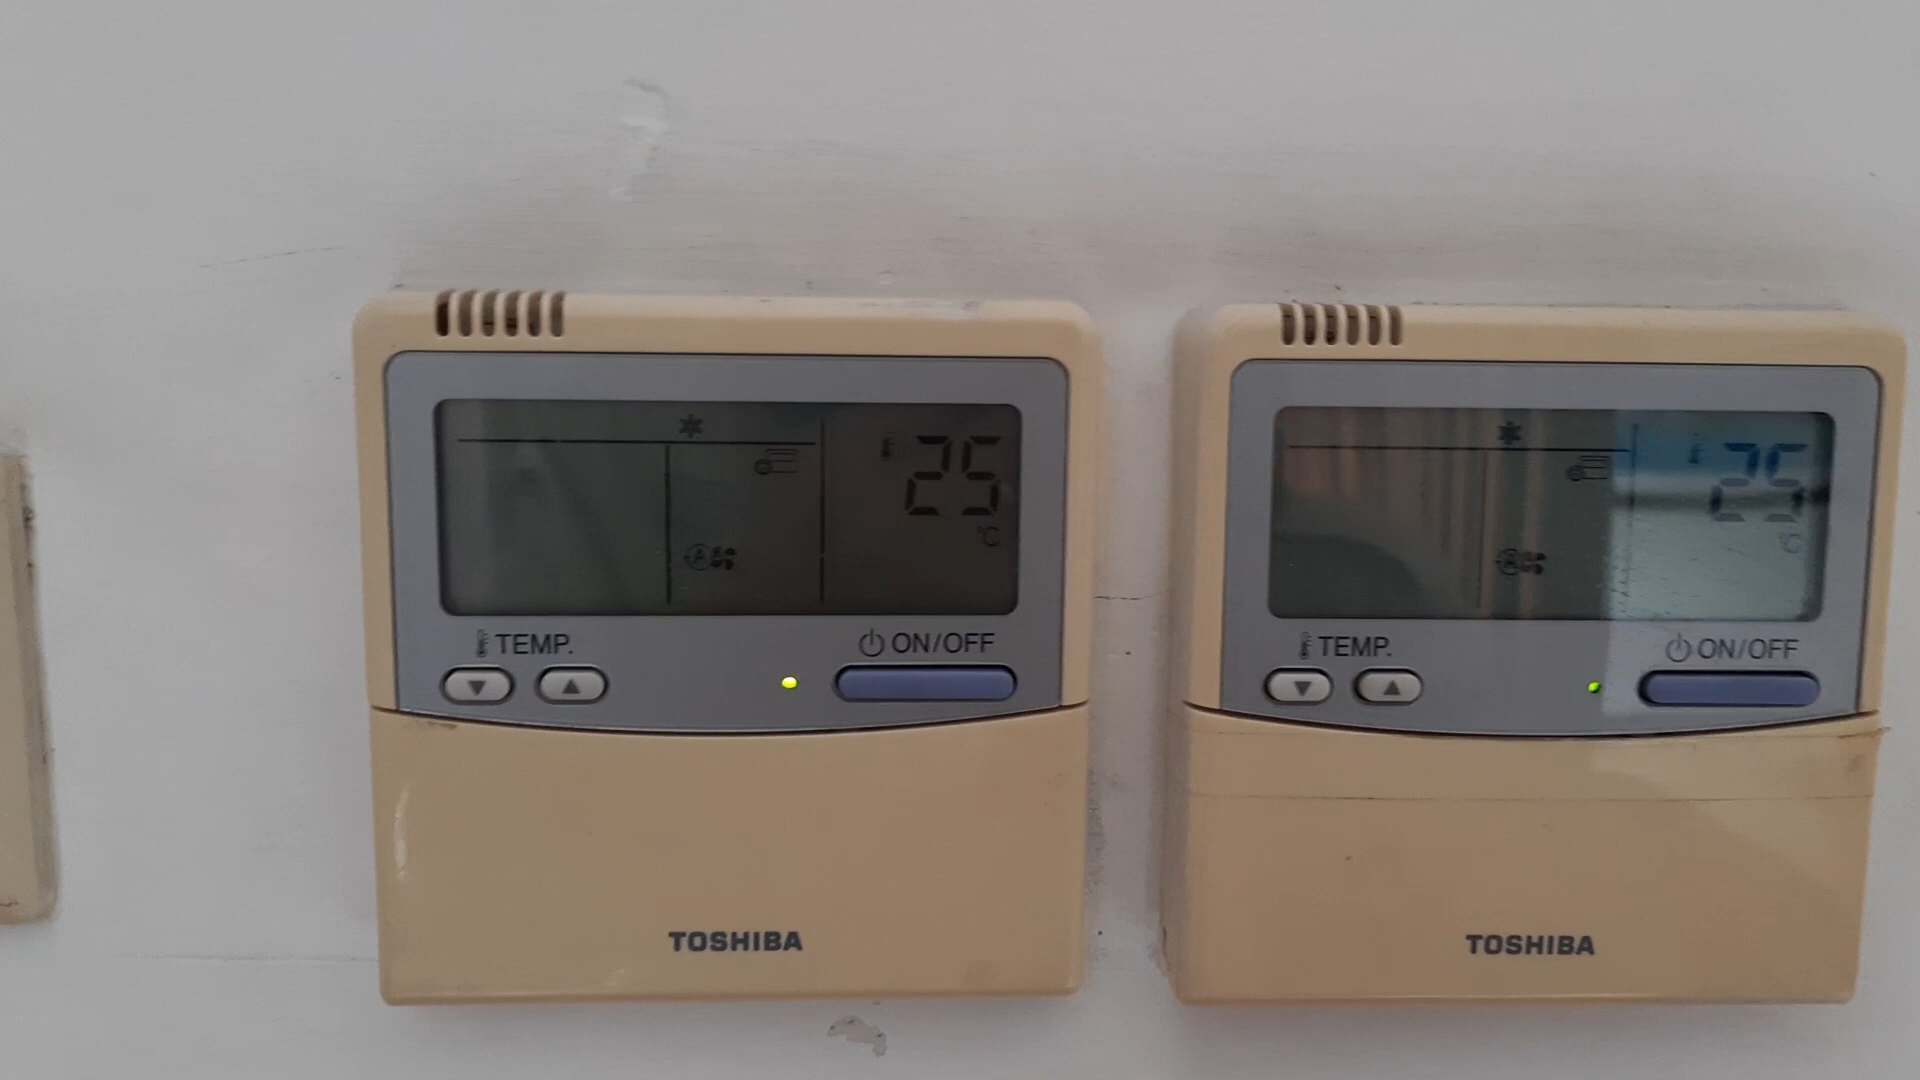 25
°C
TEMP.
ON/OFF
TOSHIBA
25
°C
TEMP.
ON/OFF
TOSHIBA